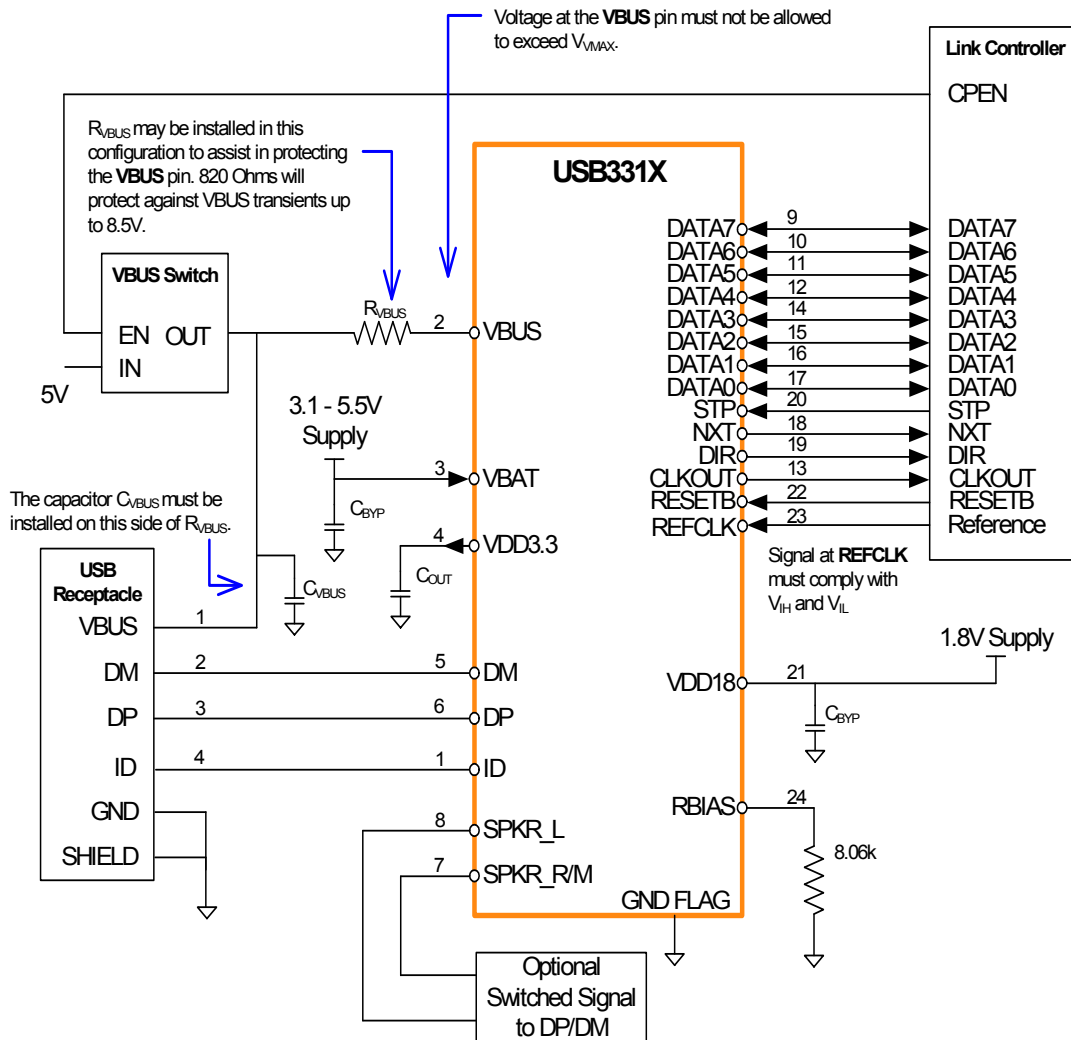 Voltage at the VBUS pin must not be allowed
to exceed VVMAX.
Link Controller
CPEN
RVBUS may be installed in this
configuration to assist in protecting
the VBUS pin. 820 Ohms will
protect against VBUS transients up
to 8.5V.
USB331X
VBUS Switch
EN OUT
IN
5V
RVBUS
2
VBUS
DATA7 9 DATA7
DATA6 10 DATA6
DATA5 11 DATA5
DATA4 12 DATA4
DATA3 14 DATA3
DATA2 15 DATA2
DATA1 16 DATA1
DATA0 17 DATA0
STP 20 STP
NXT 18 NXT
DIR 19 DIR
CLKOUT 13 CLKOUT
RESETB 22 RESETB
REFCLK 23 Reference
3.1 - 5.5V
Supply
3
VBAT
CBYP
4
VDD3.3
COUT
The capacitor CVBUS must be
installed on this side of RVBUS.
CVBUS
Signal at REFCLK
must comply with
VIH and VIL
USB
Receptacle
VBUS 1
DM 2 5 DM
DP 3 6 DP
ID 4 1 ID
GND
SHIELD
1.8V Supply
VDD18 21
CBYP
RBIAS 24
8.06k
8 SPKR_L
7 SPKR_R/M
GND FLAG
Optional
Switched Signal
to DP/DM